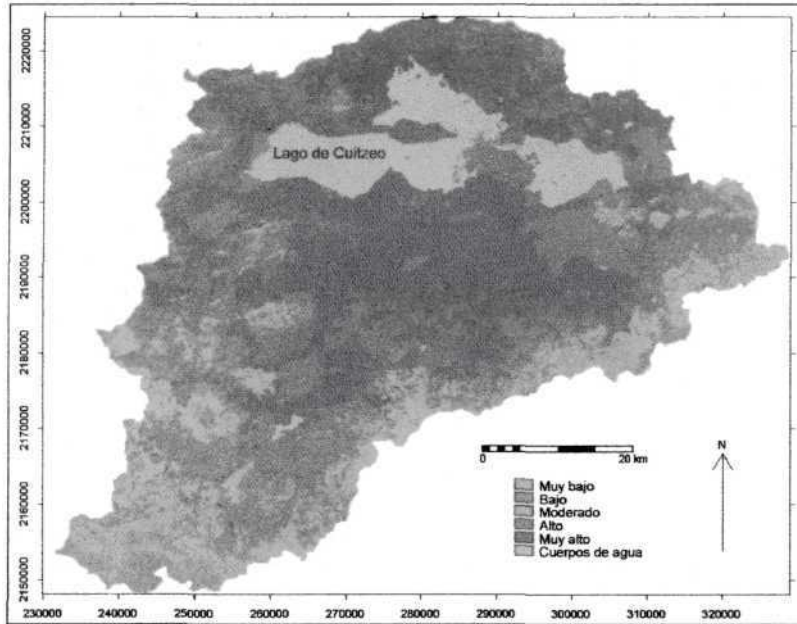 2220000
2210000
2200000
2190000
2180000
2170000
2160000
2150000
Lago de Cuitzeo
N
0 20 km
Muy bajo
Bajo
Moderado
Alto
Muy alto
Cuerpos de agua
230000 240000 250000 260000 270000 280000 290000 300000 310000 320000